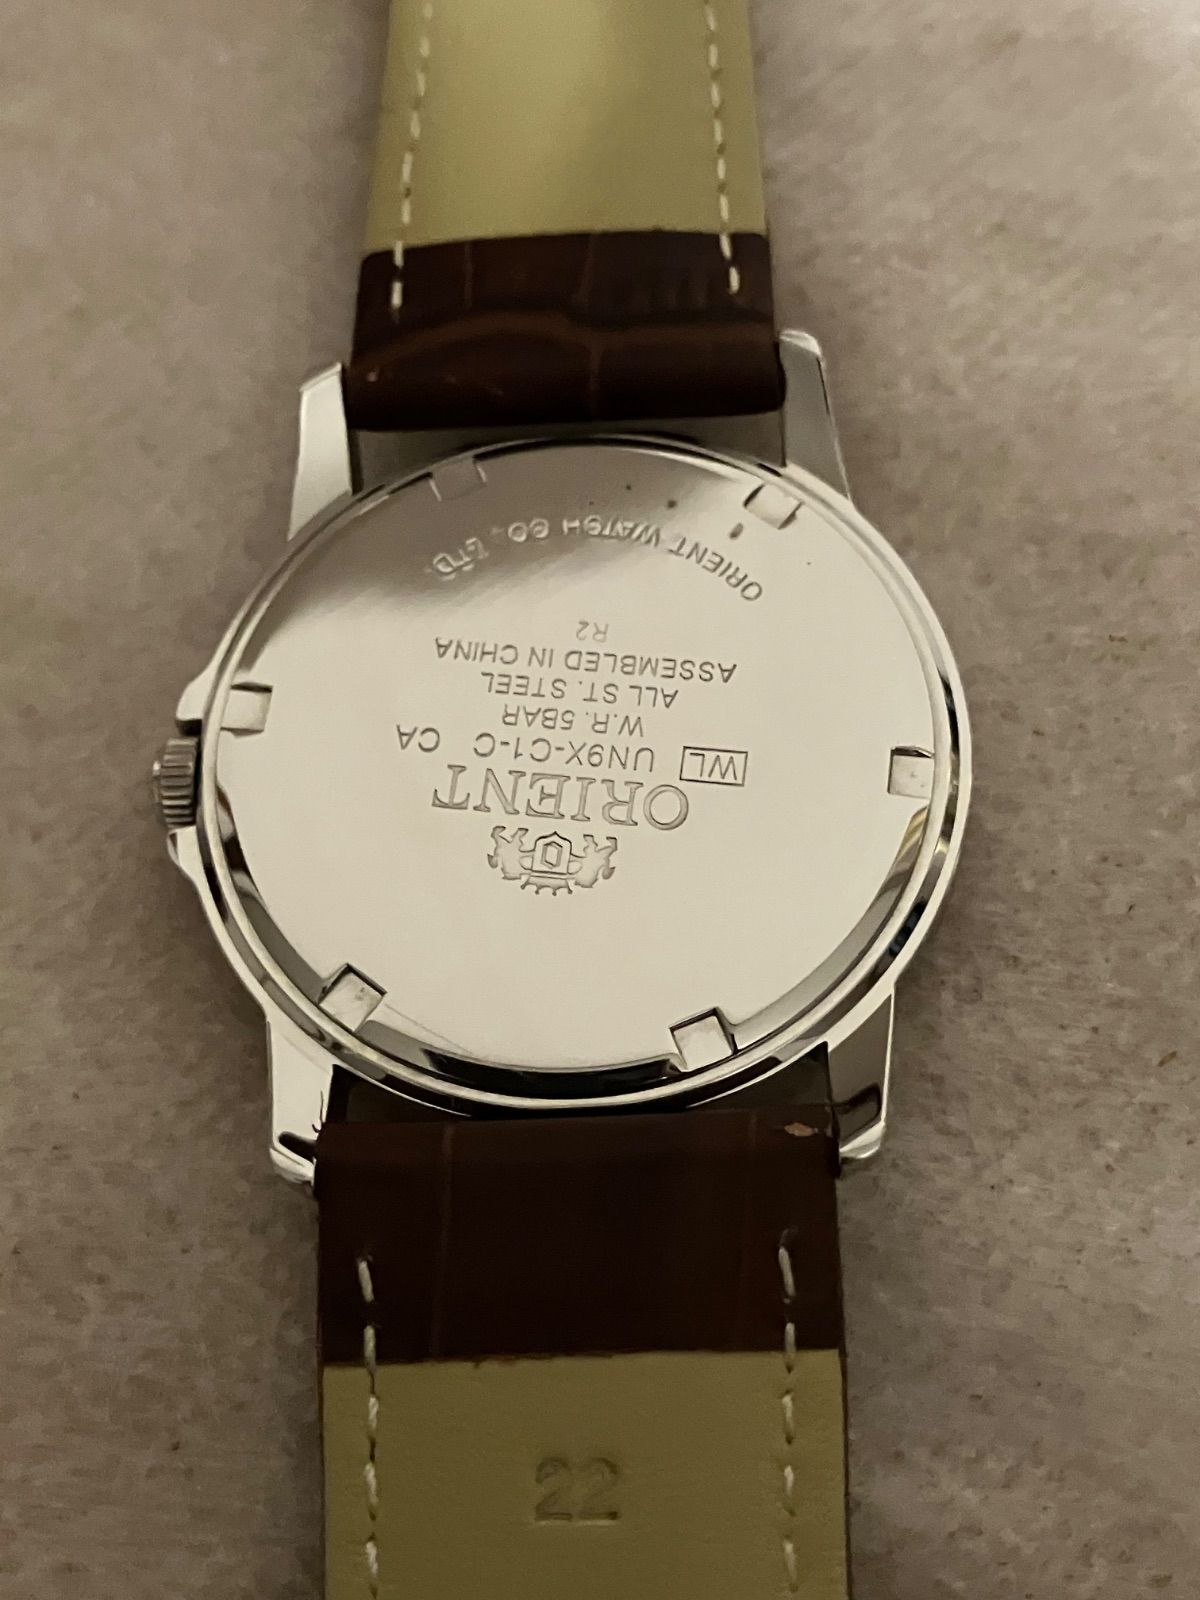 ORIENT
WL UN9X-C1-C CA
W.R. 5BAR
ALL ST. STEEL
ASSEMBLED IN CHINA
R2
ORIENT WATCH CO., LTD.
22